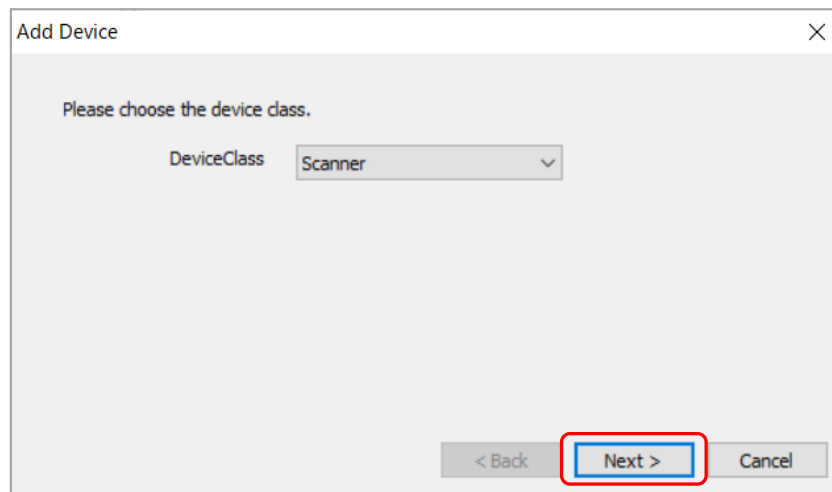 Add Device
Please choose the device class.
DeviceClass Scanner
< Back Next > Cancel